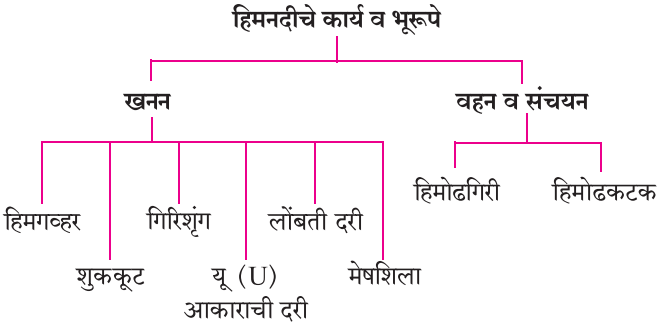 हिमनदीचे कार्य व भूरूपे
खनन
वहन व संचयन
हिमगव्हर
शुककूट
गिरिशृंग
यू (U)
आकाराची दरी
लोंबती दरी
मेषशिला
हिमोढगिरी
हिमोढकटक